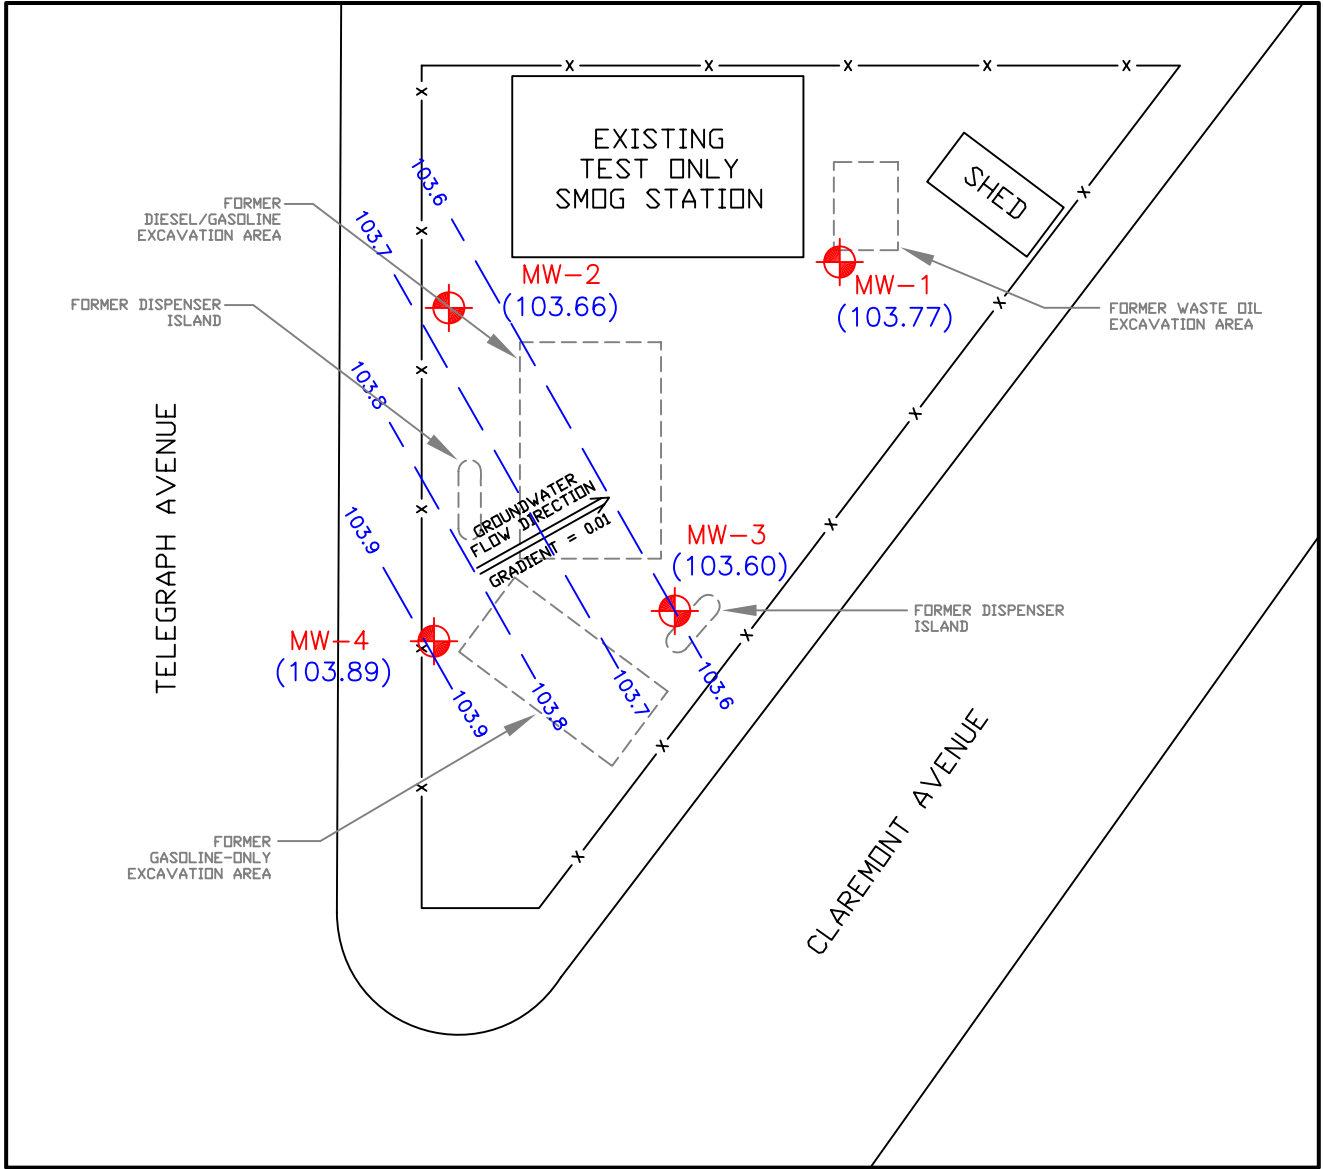 EXISTING
TEST ONLY
SMOG STATION
SHED
103.6
103.7
FORMER
DIESEL/GASOLINE
EXCAVATION AREA
MW-2
(103.66)
MW-1
(103.77)
FORMER DISPENSER
ISLAND
FORMER WASTE OIL
EXCAVATION AREA
103.8
TELEGRAPH AVENUE
103.9
GROUNDWATER
FLOW DIRECTION
GRADIENT = 0.01
MW-3
(103.60)
FORMER DISPENSER
ISLAND
MW-4
(103.89)
103.9
103.8
103.7
103.6
CLAREMONT AVENUE
FORMER
GASOLINE-ONLY
EXCAVATION AREA